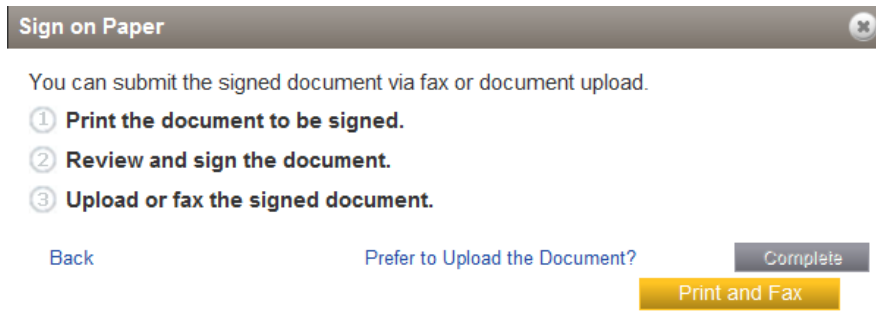 Sign on Paper
You can submit the signed document via fax or document upload.
1 Print the document to be signed.
2 Review and sign the document.
3 Upload or fax the signed document.
Back Prefer to Upload the Document? Complete
Print and Fax